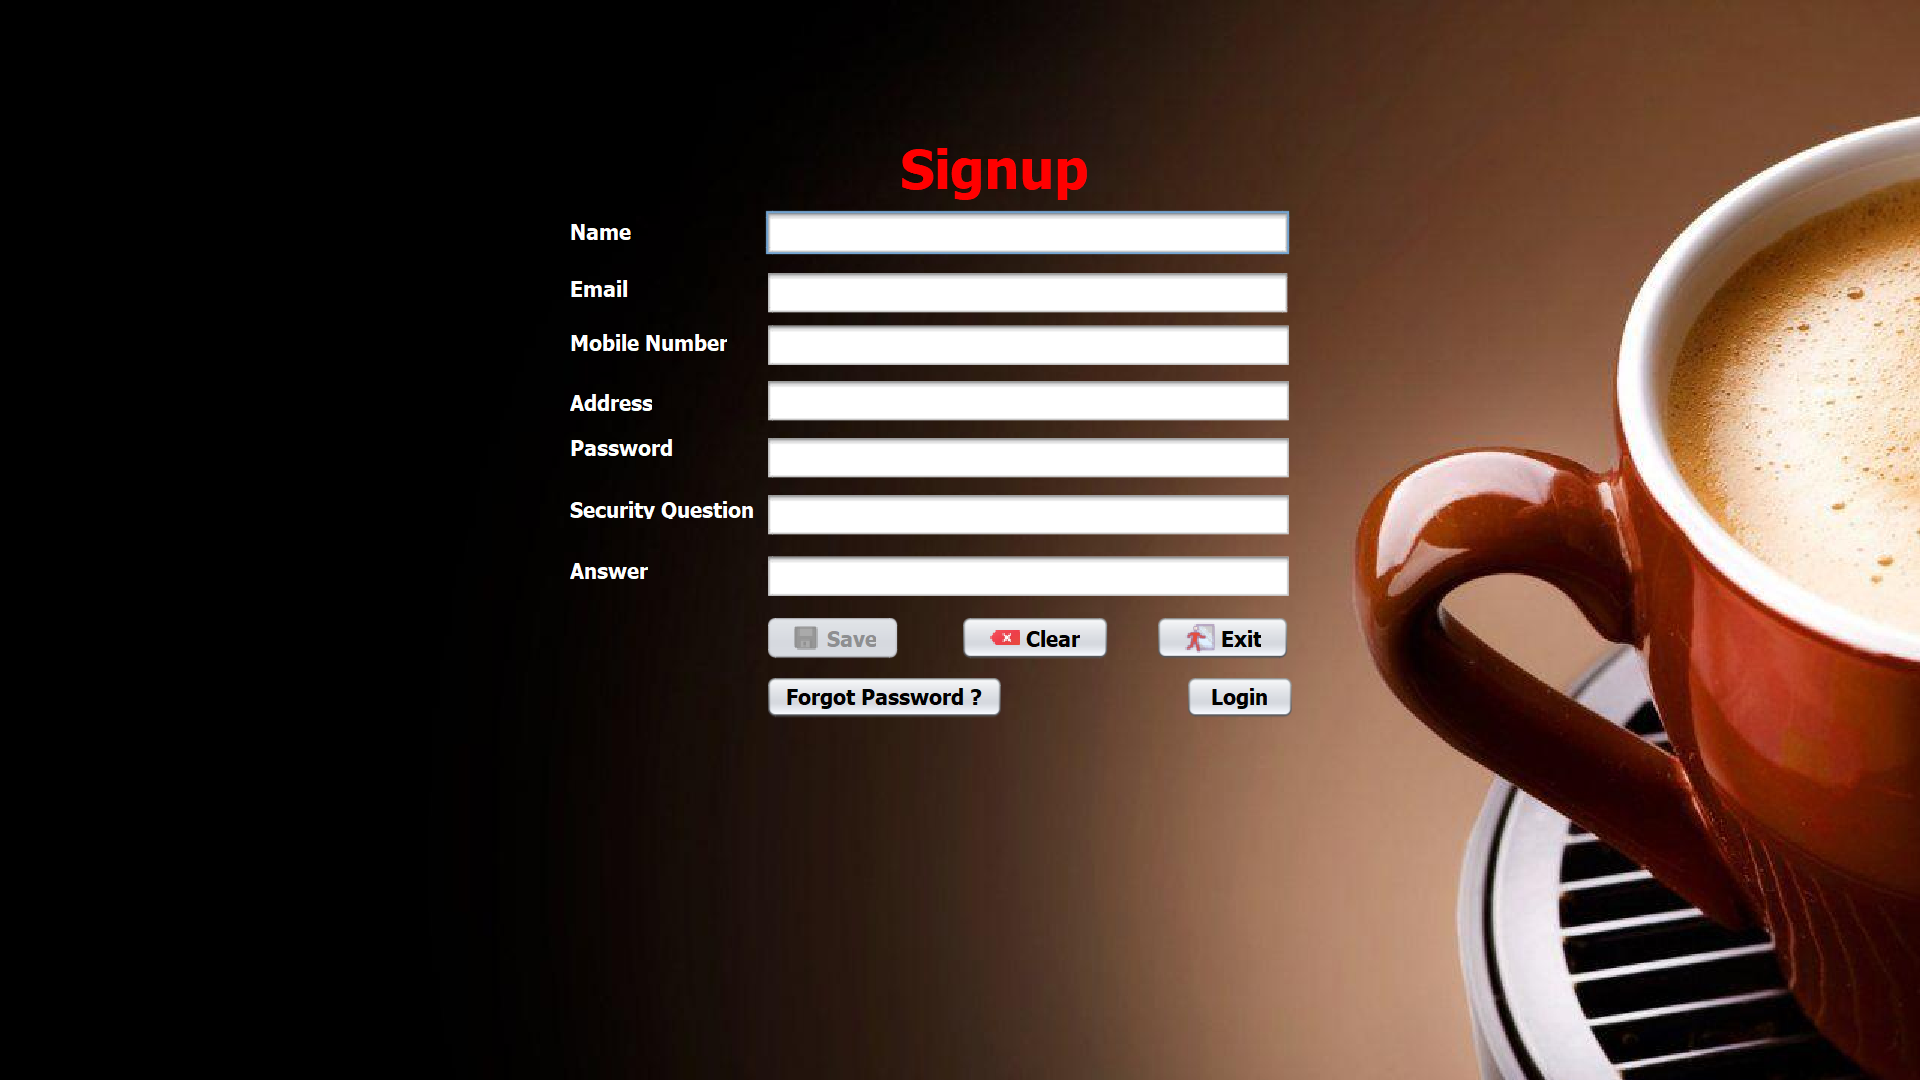 Signup
Name
Email
Mobile Number
Address
Password
Security Question
Answer
Save Clear Exit
Forgot Password ? Login